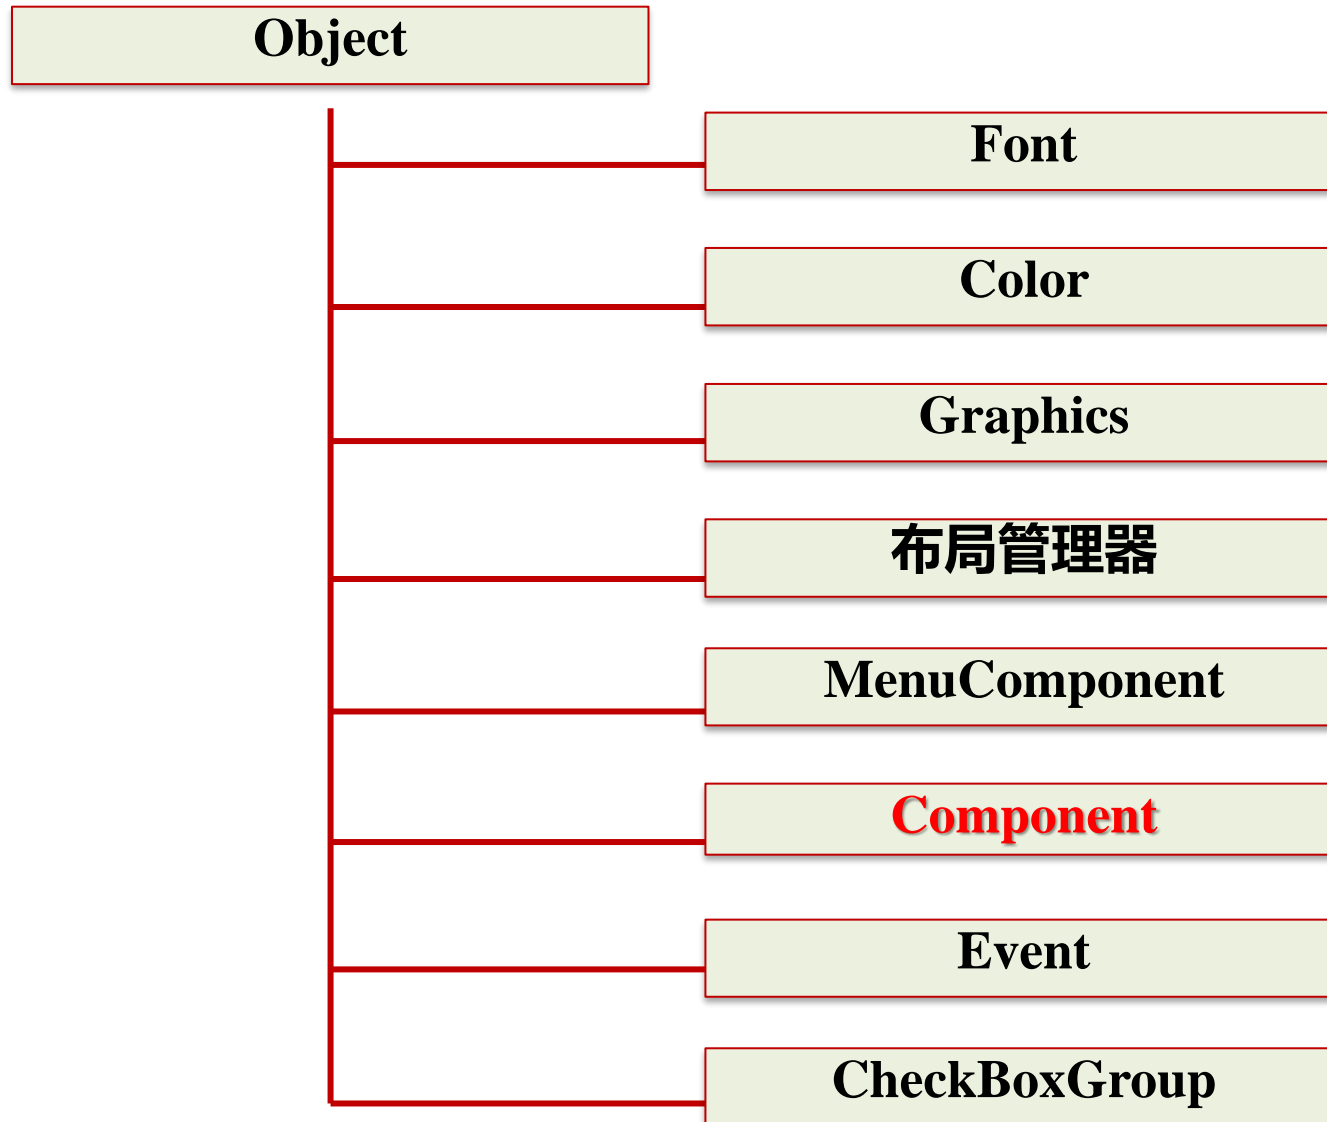 Object
Font
Color
Graphics
布局管理器
MenuComponent
Component
Event
CheckBoxGroup